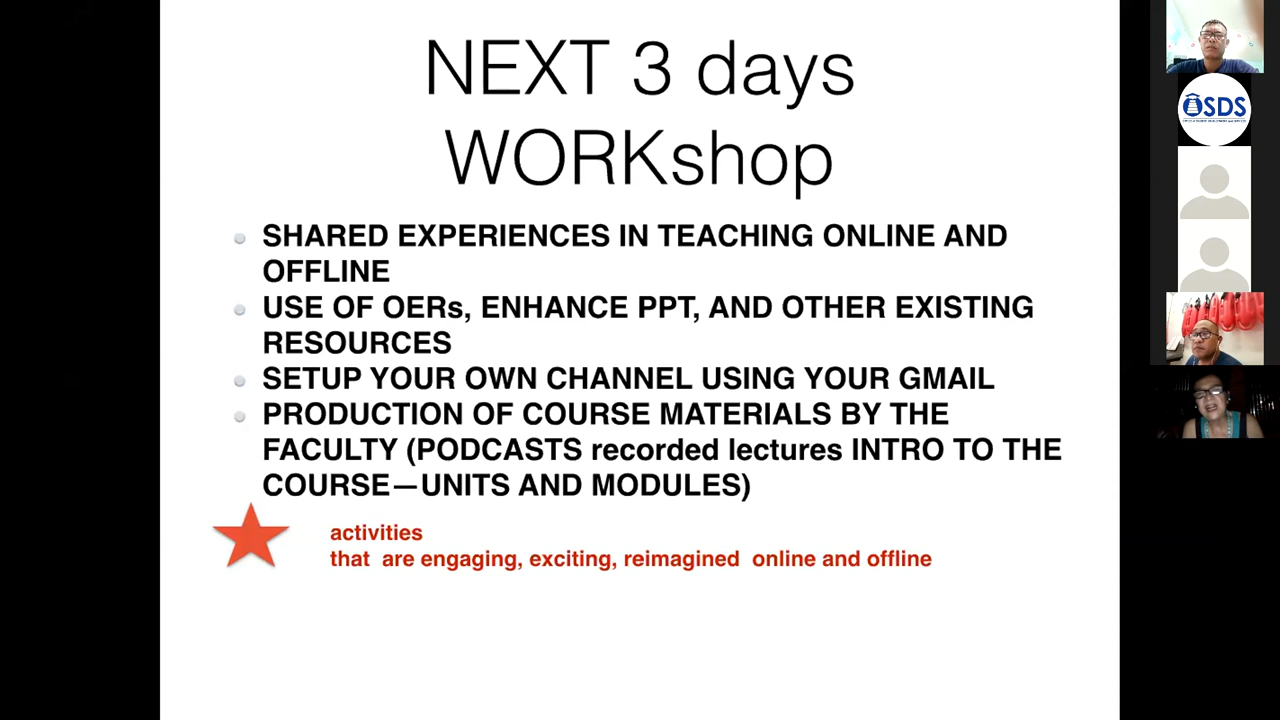 NEXT 3 days
WORKshop
SHARED EXPERIENCES IN TEACHING ONLINE AND
OFFLINE
USE OF OERs, ENHANCE PPT, AND OTHER EXISTING
RESOURCES
SETUP YOUR OWN CHANNEL USING YOUR GMAIL
PRODUCTION OF COURSE MATERIALS BY THE
FACULTY (PODCASTS recorded lectures INTRO TO THE
COURSE—UNITS AND MODULES)
activities
that are engaging, exciting, reimagined online and offline
OSDS